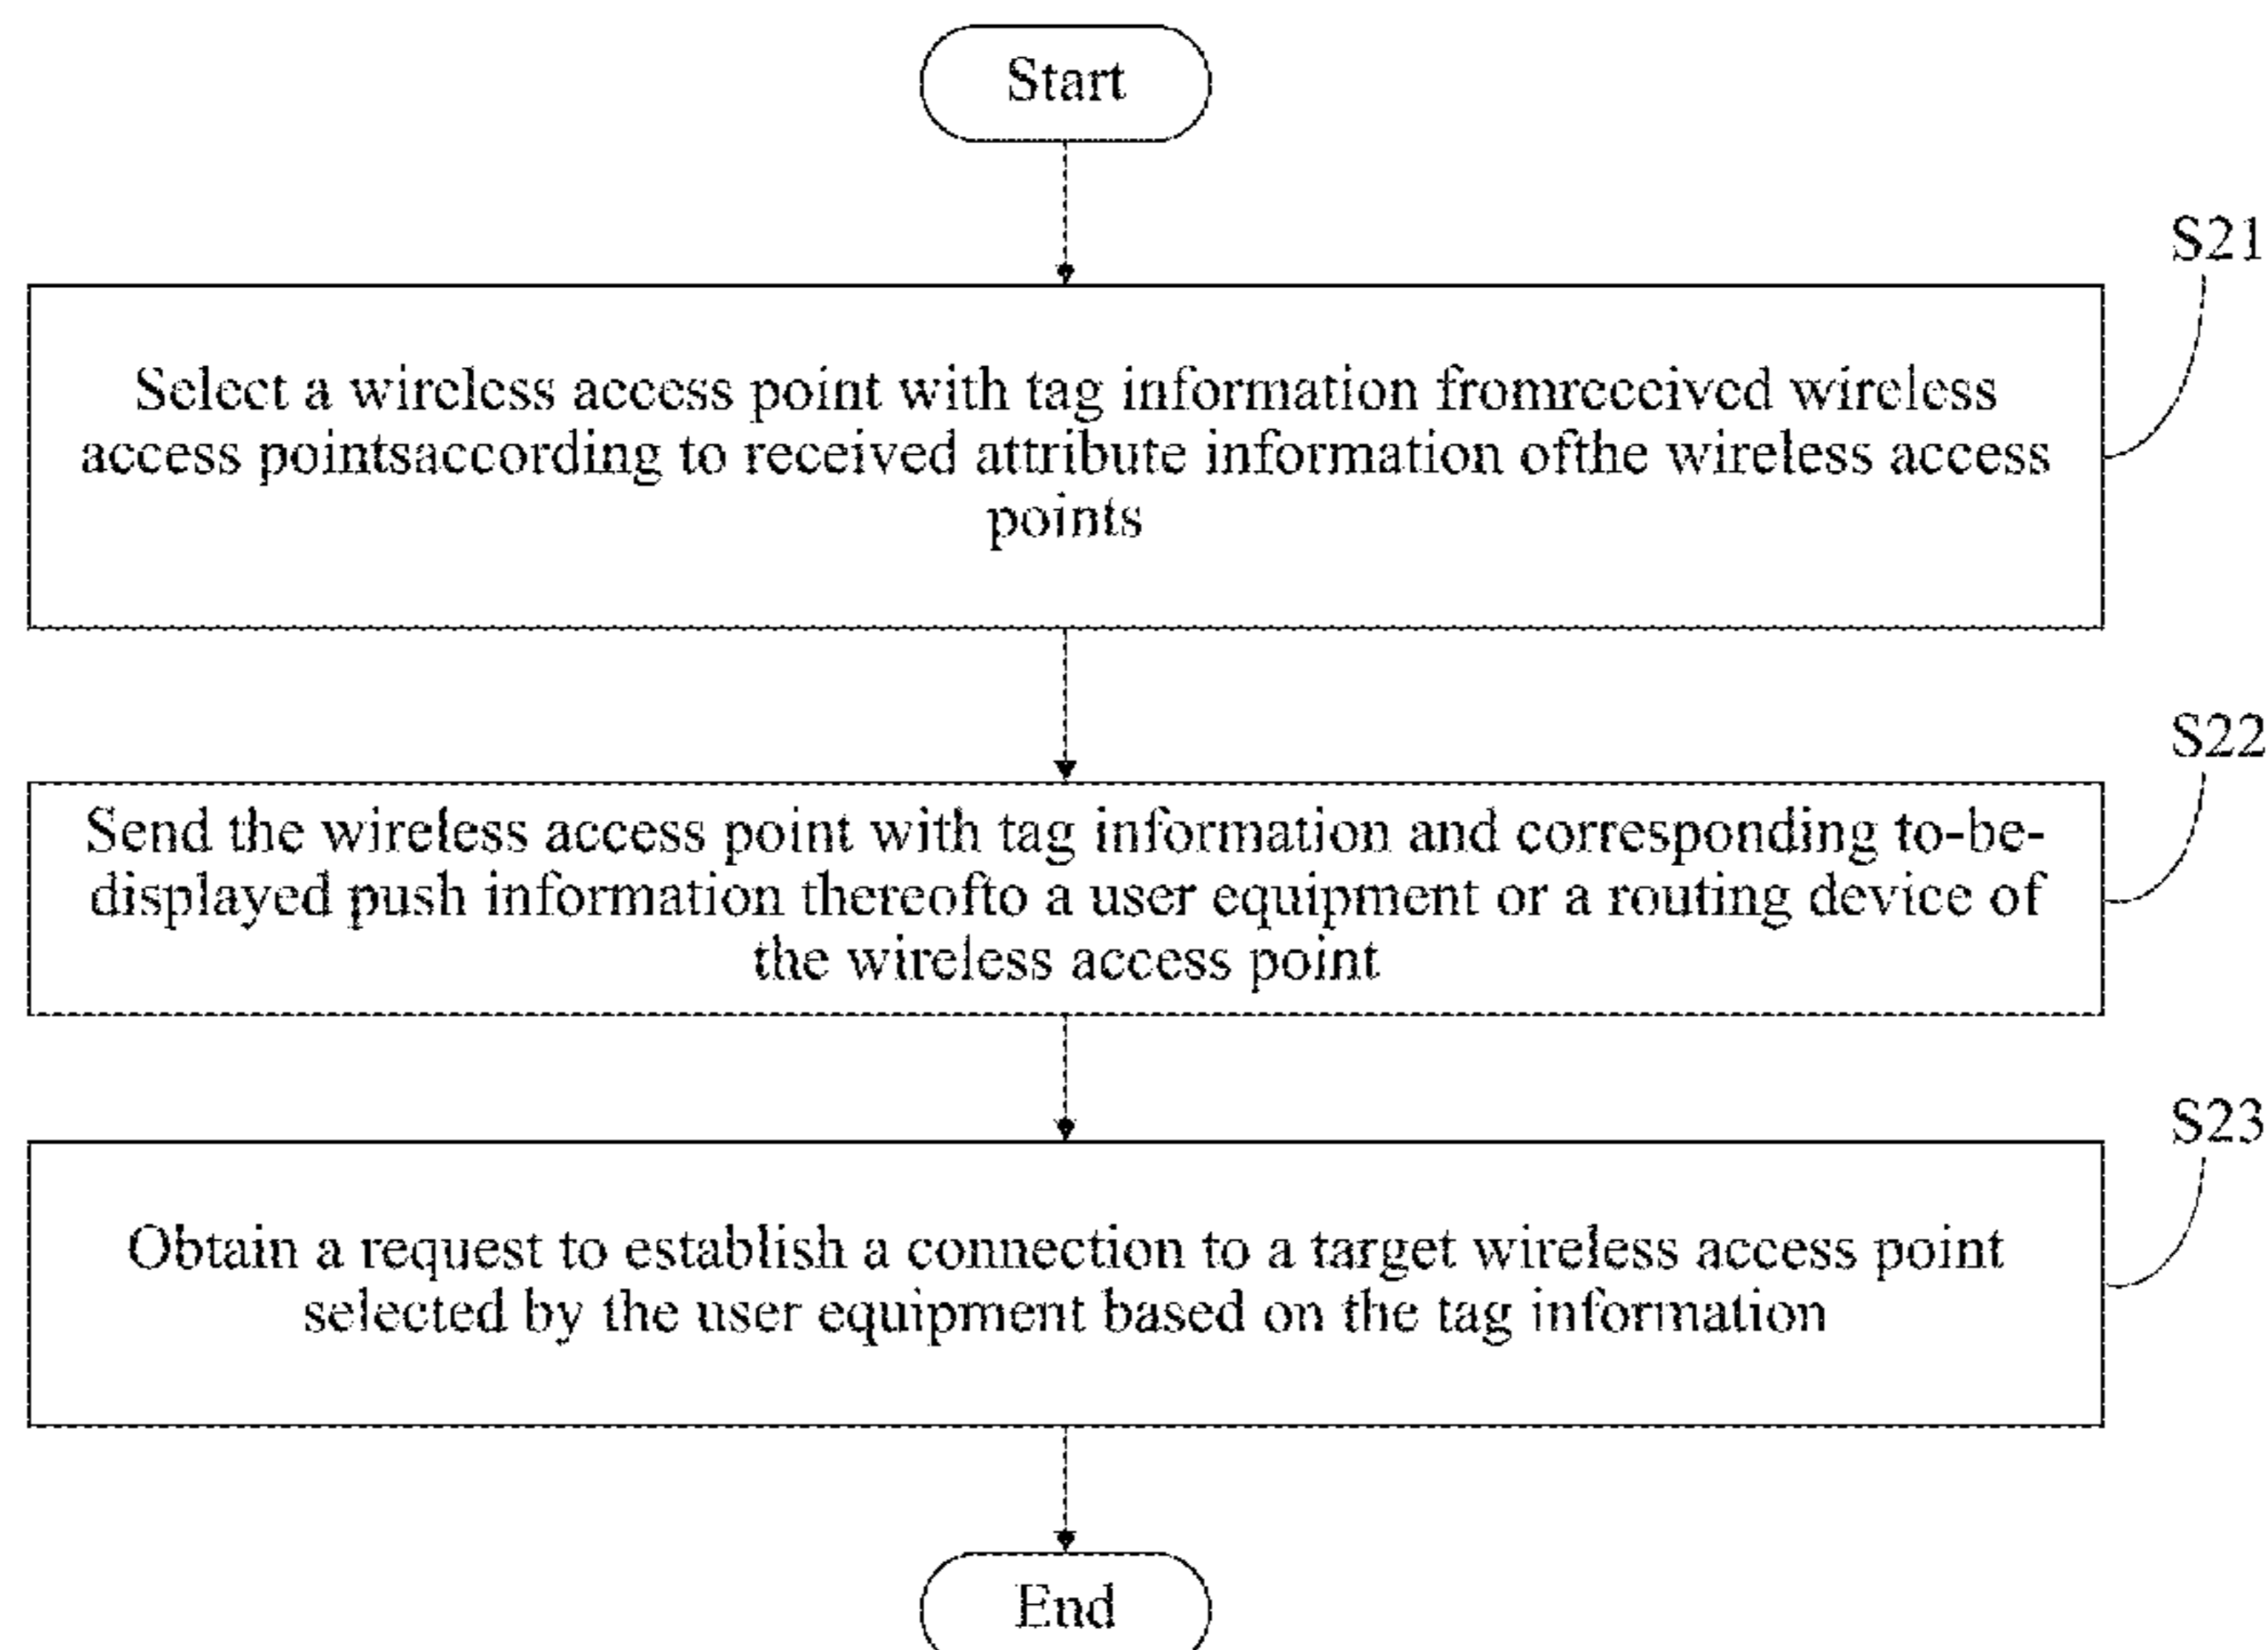 Start
S21
Select a wireless access point with tag information fromreceived wireless
access pointsaccording to received attribute information ofthe wireless access
points
S22
Send the wireless access point with tag information and corresponding to-be-
displayed push information thereofto a user equipment or a routing device of
the wireless access point
S23
Obtain a request to establish a connection to a target wireless access point
selected by the user equipment based on the tag information
End